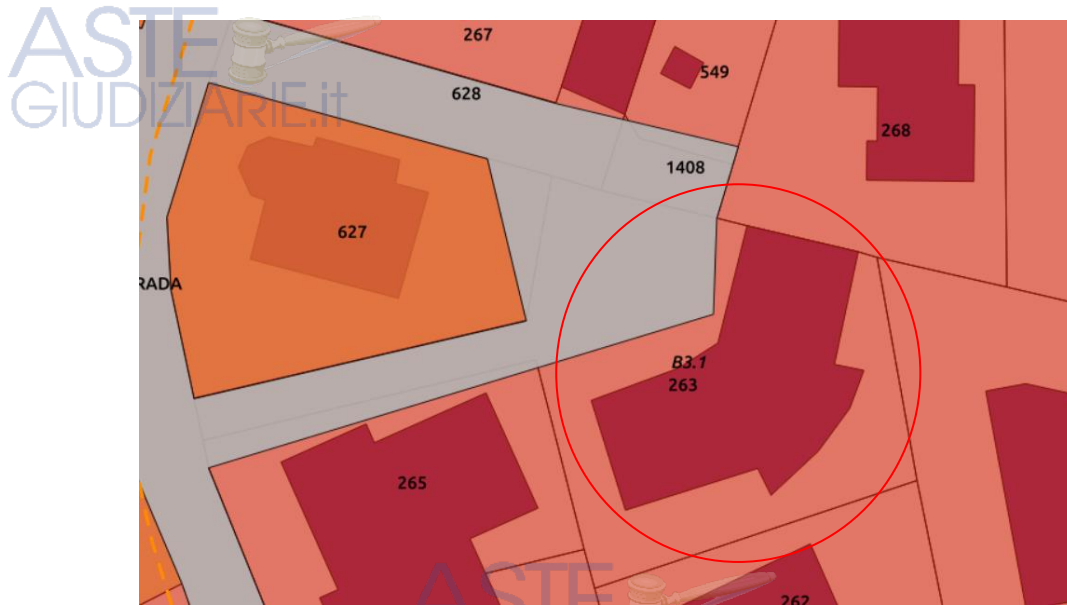 ASTE
GIUDIZIARIE.it
267
549
628
268
1408
627
RADA
B3.1
263
265
ASTE
262